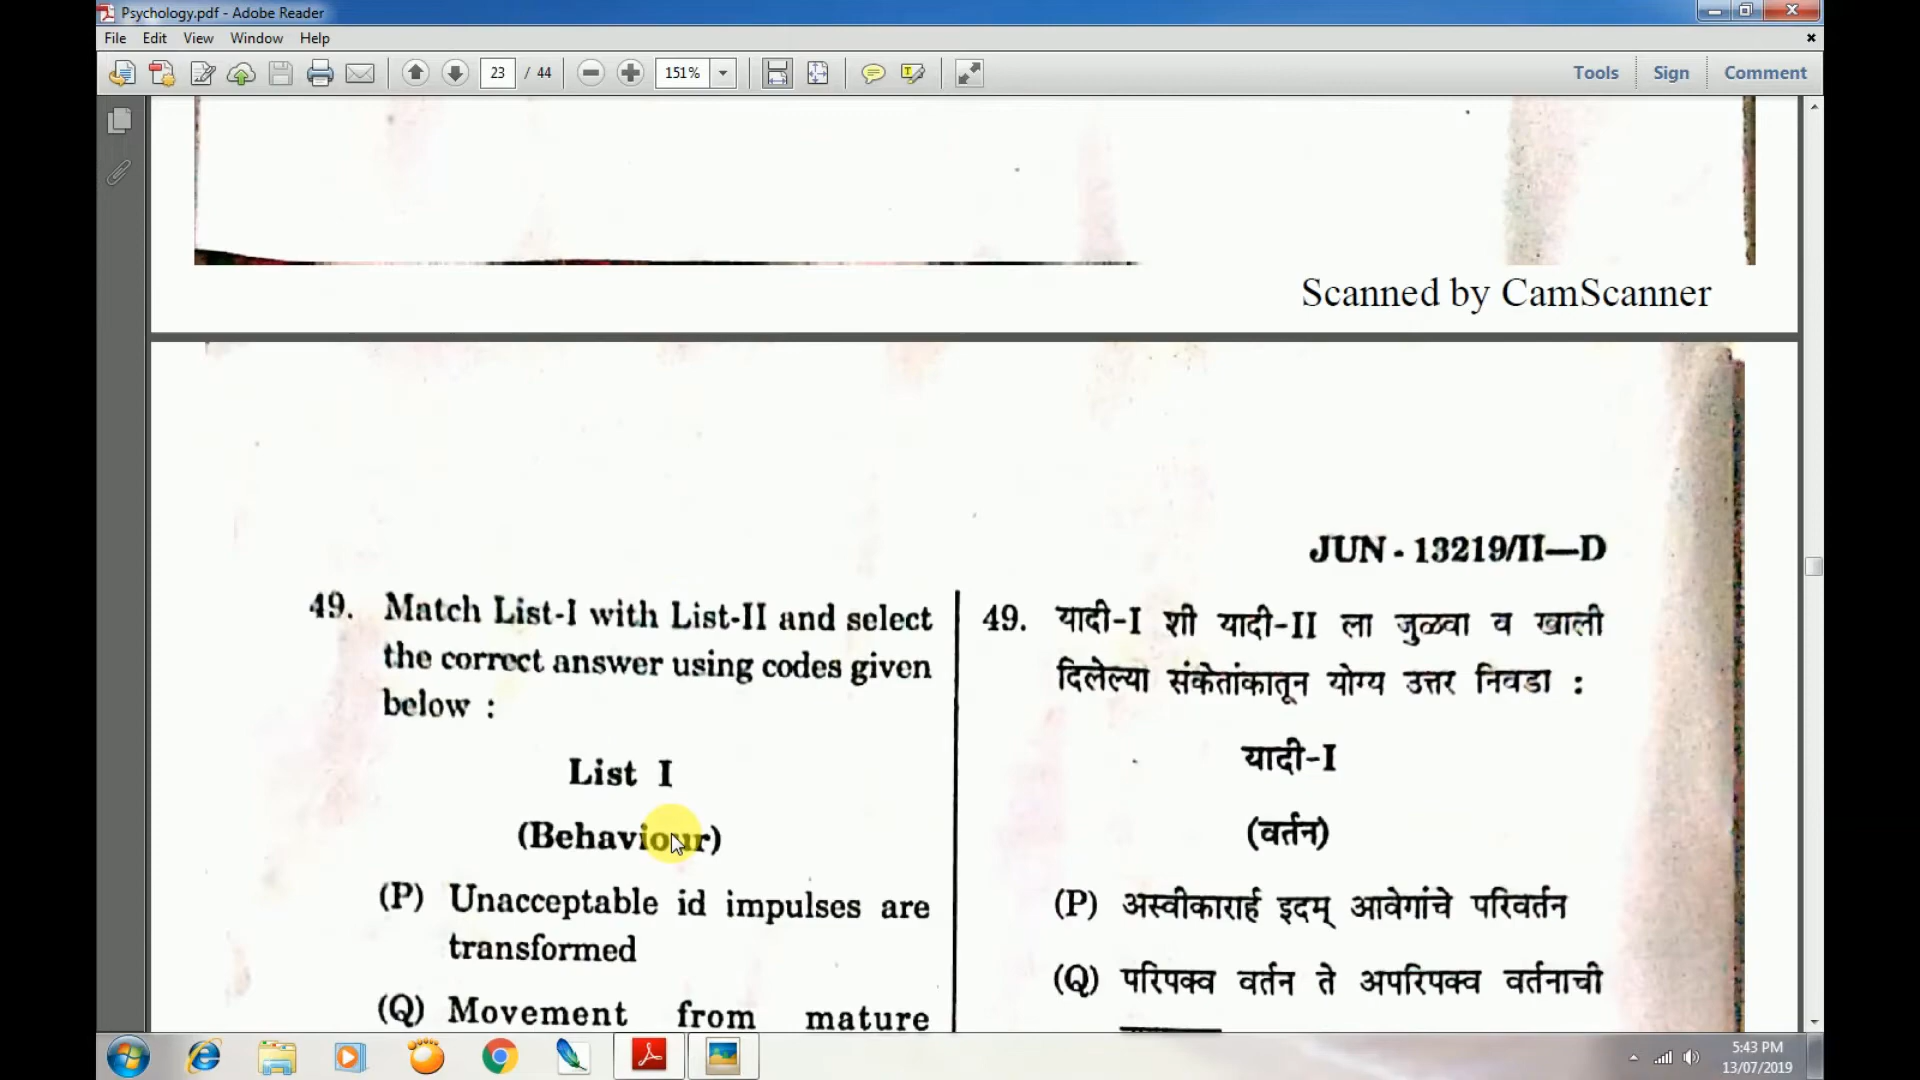 Psychology.pdf - Adobe Reader
File Edit View Window Help
23 / 44 151% Tools Sign Comment
Scanned by CamScanner
JUN - 13219/II—D
49. Match List-I with List-II and select
the correct answer using codes given
below :
List I
(Behaviour)
(P) Unacceptable id impulses are
transformed
(Q) Movement from mature
49. यादी-I शी यादी-II ला जुळवा व खाली
दिलेल्या संकेतांकातून योग्य उत्तर निवडा :
यादी-I
(वर्तन)
(P) अस्वीकारार्ह इदम् आवेगांचे परिवर्तन
(Q) परिपक्व वर्तन ते अपरिपक्व वर्तनाची
5:43 PM
13/07/2019